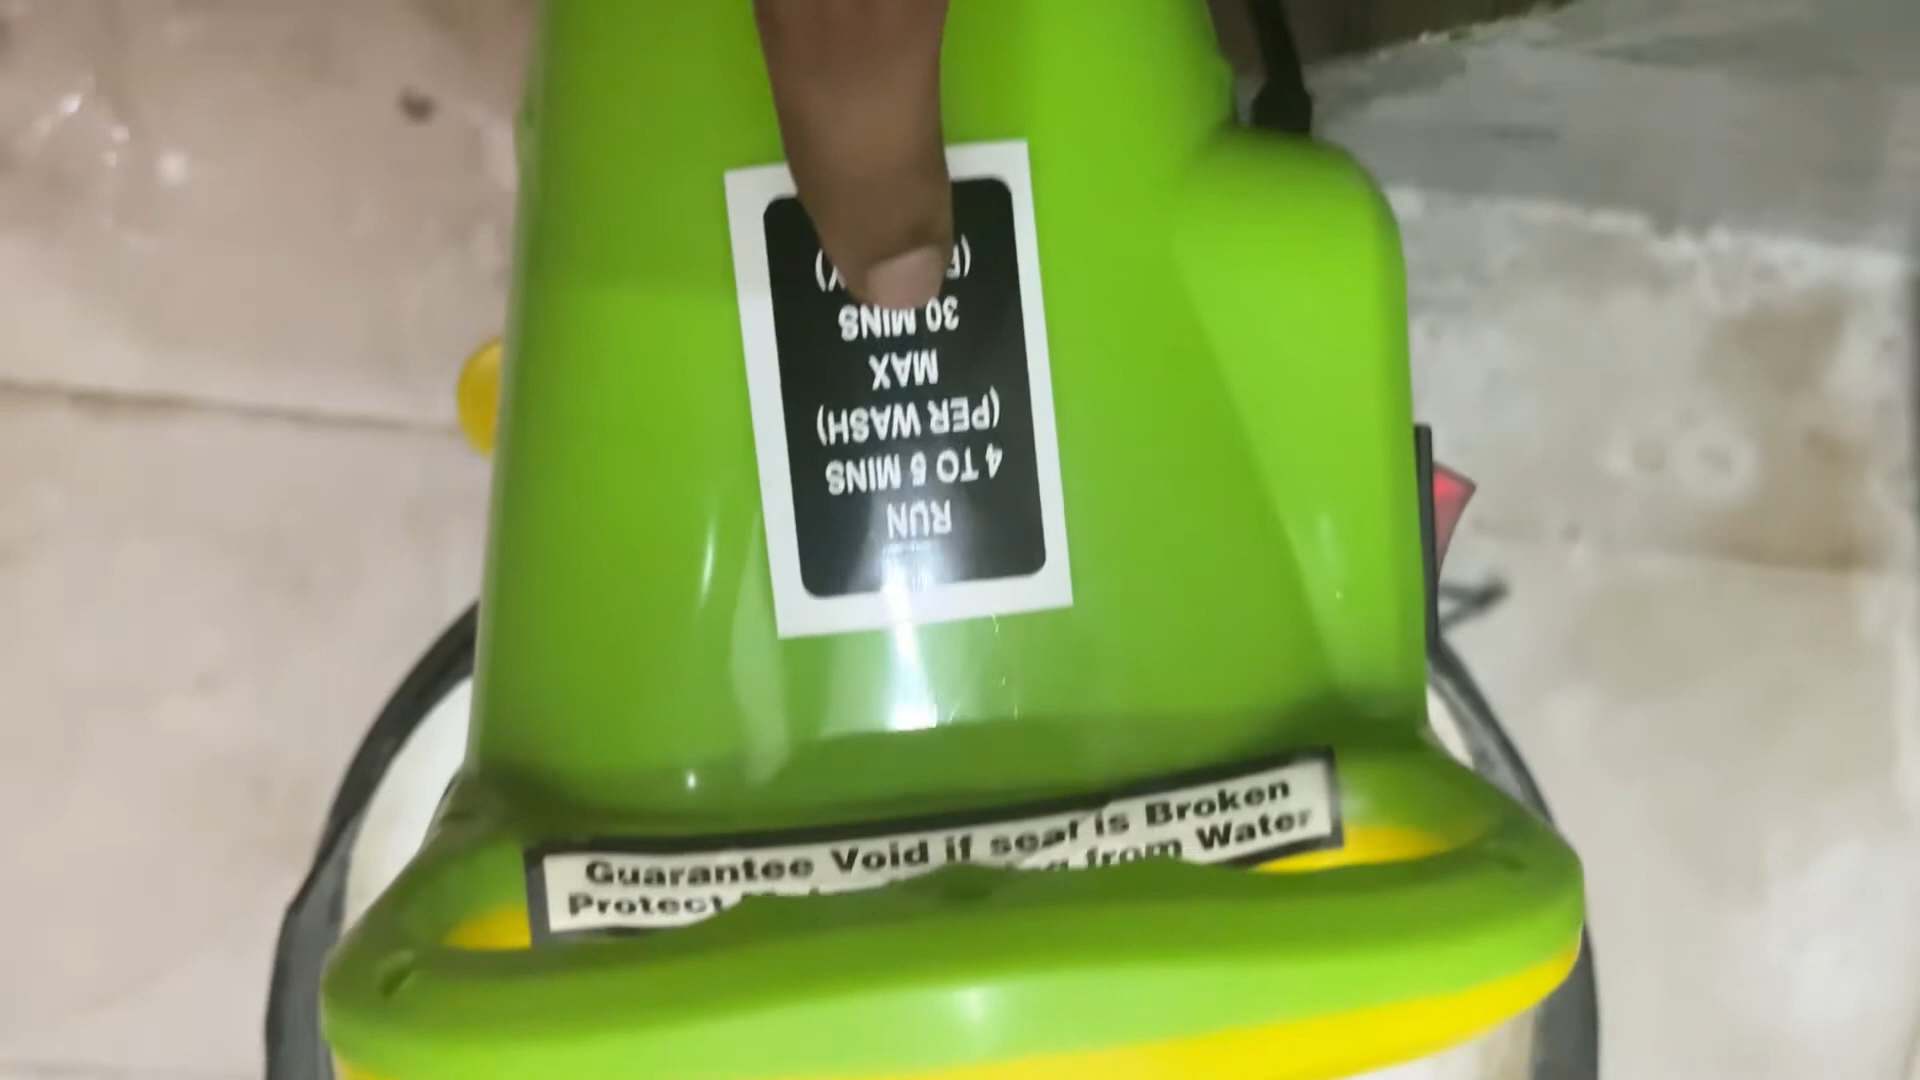 RUN
4 TO 5 MINS
(PER WASH)
MAX
30 MINS
Guarantee Void if seal is Broken
Protect from Water